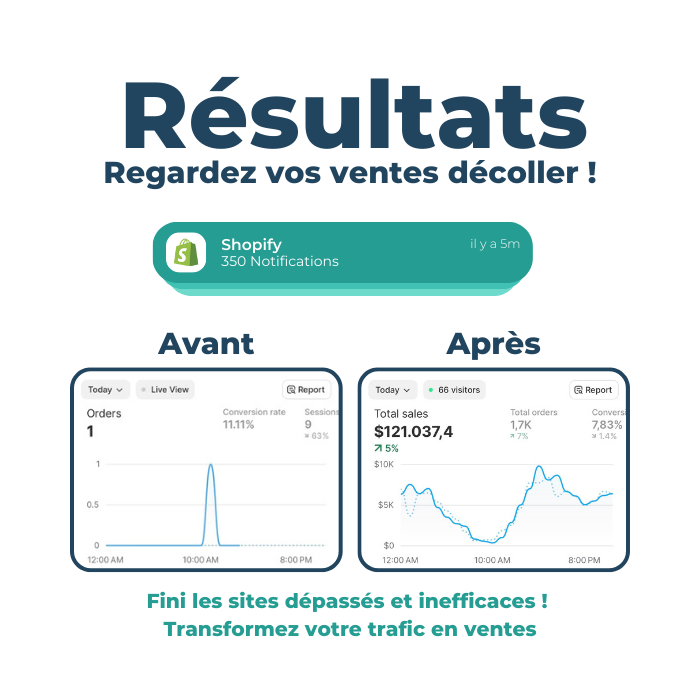 Résultats
Regardez vos ventes décoller !
Shopify
il y a 5m
350 Notifications
Avant
Après
Today
Live View
Report
Orders
Conversion rate
Sessions
1
11.11%
9
63%
1
0.5
0
12:00 AM
10:00 AM
8:00 PM
Today
66 visitors
Report
Total sales
Total orders
Conversi
$121.037,4
1,7K
7,83%
5%
7%
1.4%
$10K
$5K
$0
12:00 AM
10:00 AM
8:00 PM
Fini les sites dépassés et inefficaces !
Transformez votre trafic en ventes